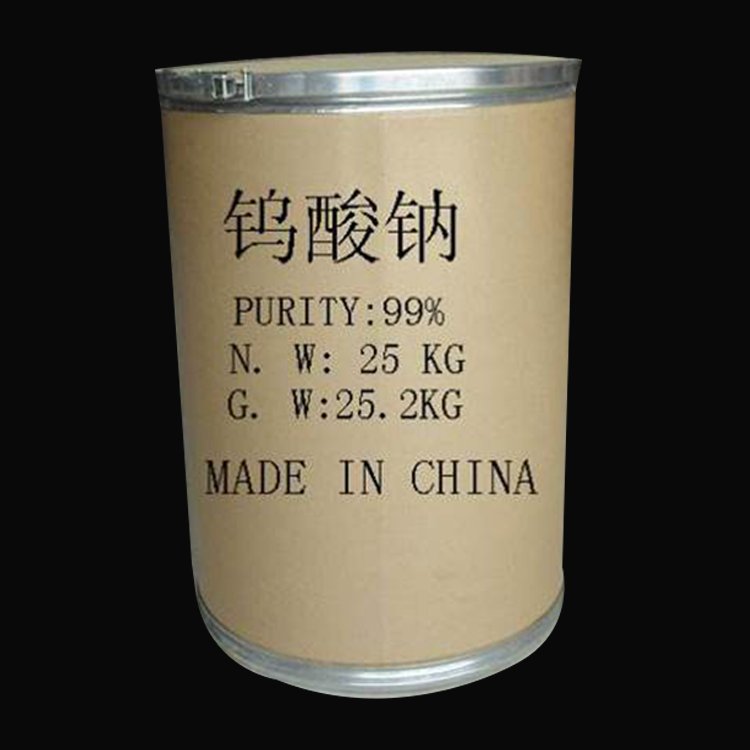 钨酸钠
PURITY:99%
N. W: 25 KG
G. W:25.2KG
MADE IN CHINA